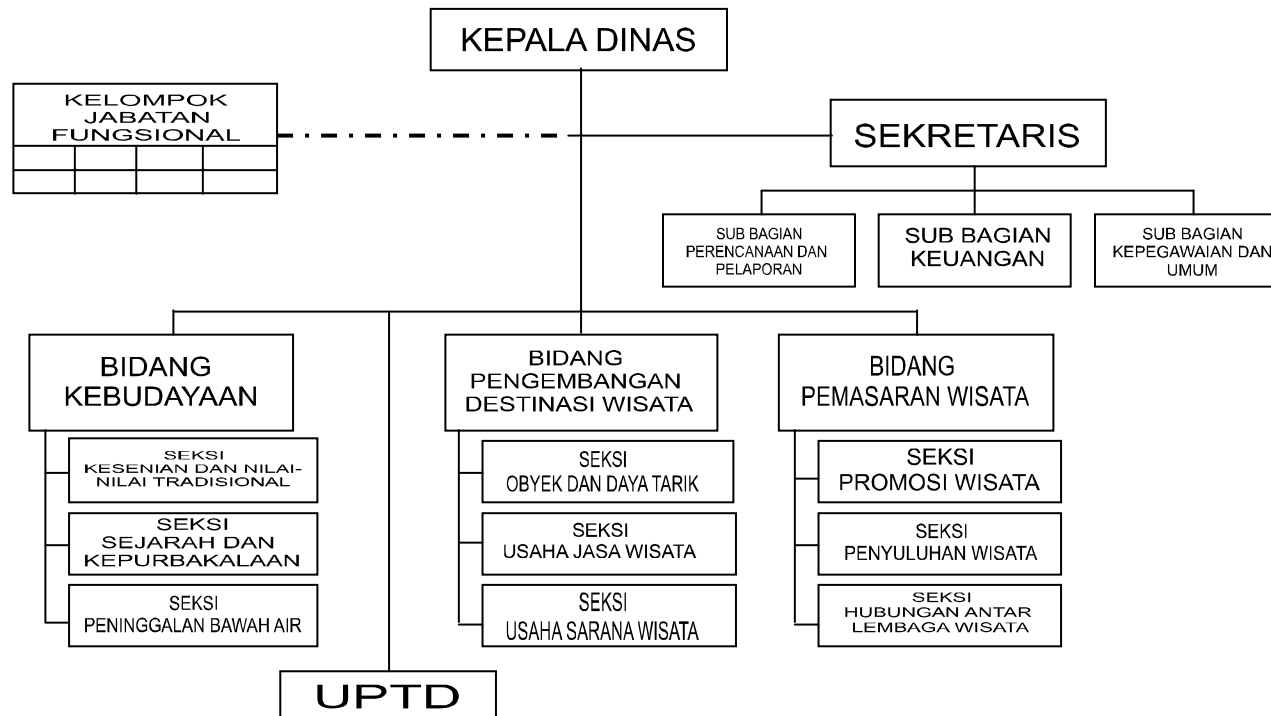 KEPALA DINAS
KELOMPOK
JABATAN
FUNGSIONAL
SEKRETARIS
SUB BAGIAN
PERENCANAAN DAN
PELAPORAN
SUB BAGIAN
KEUANGAN
SUB BAGIAN
KEPEGAWAIAN DAN
UMUM
BIDANG
KEBUDAYAAN
BIDANG
PENGEMBANGAN
DESTINASI WISATA
BIDANG
PEMASARAN WISATA
SEKSI
KESENIAN DAN NILAI-
NILAI TRADISIONAL
SEKSI
SEJARAH DAN
KEPURBAKALAAN
SEKSI
PENINGGALAN BAWAH AIR
SEKSI
OBYEK DAN DAYA TARIK
SEKSI
USAHA JASA WISATA
SEKSI
USAHA SARANA WISATA
SEKSI
PROMOSI WISATA
SEKSI
PENYULUHAN WISATA
SEKSI
HUBUNGAN ANTAR
LEMBAGA WISATA
UPTD